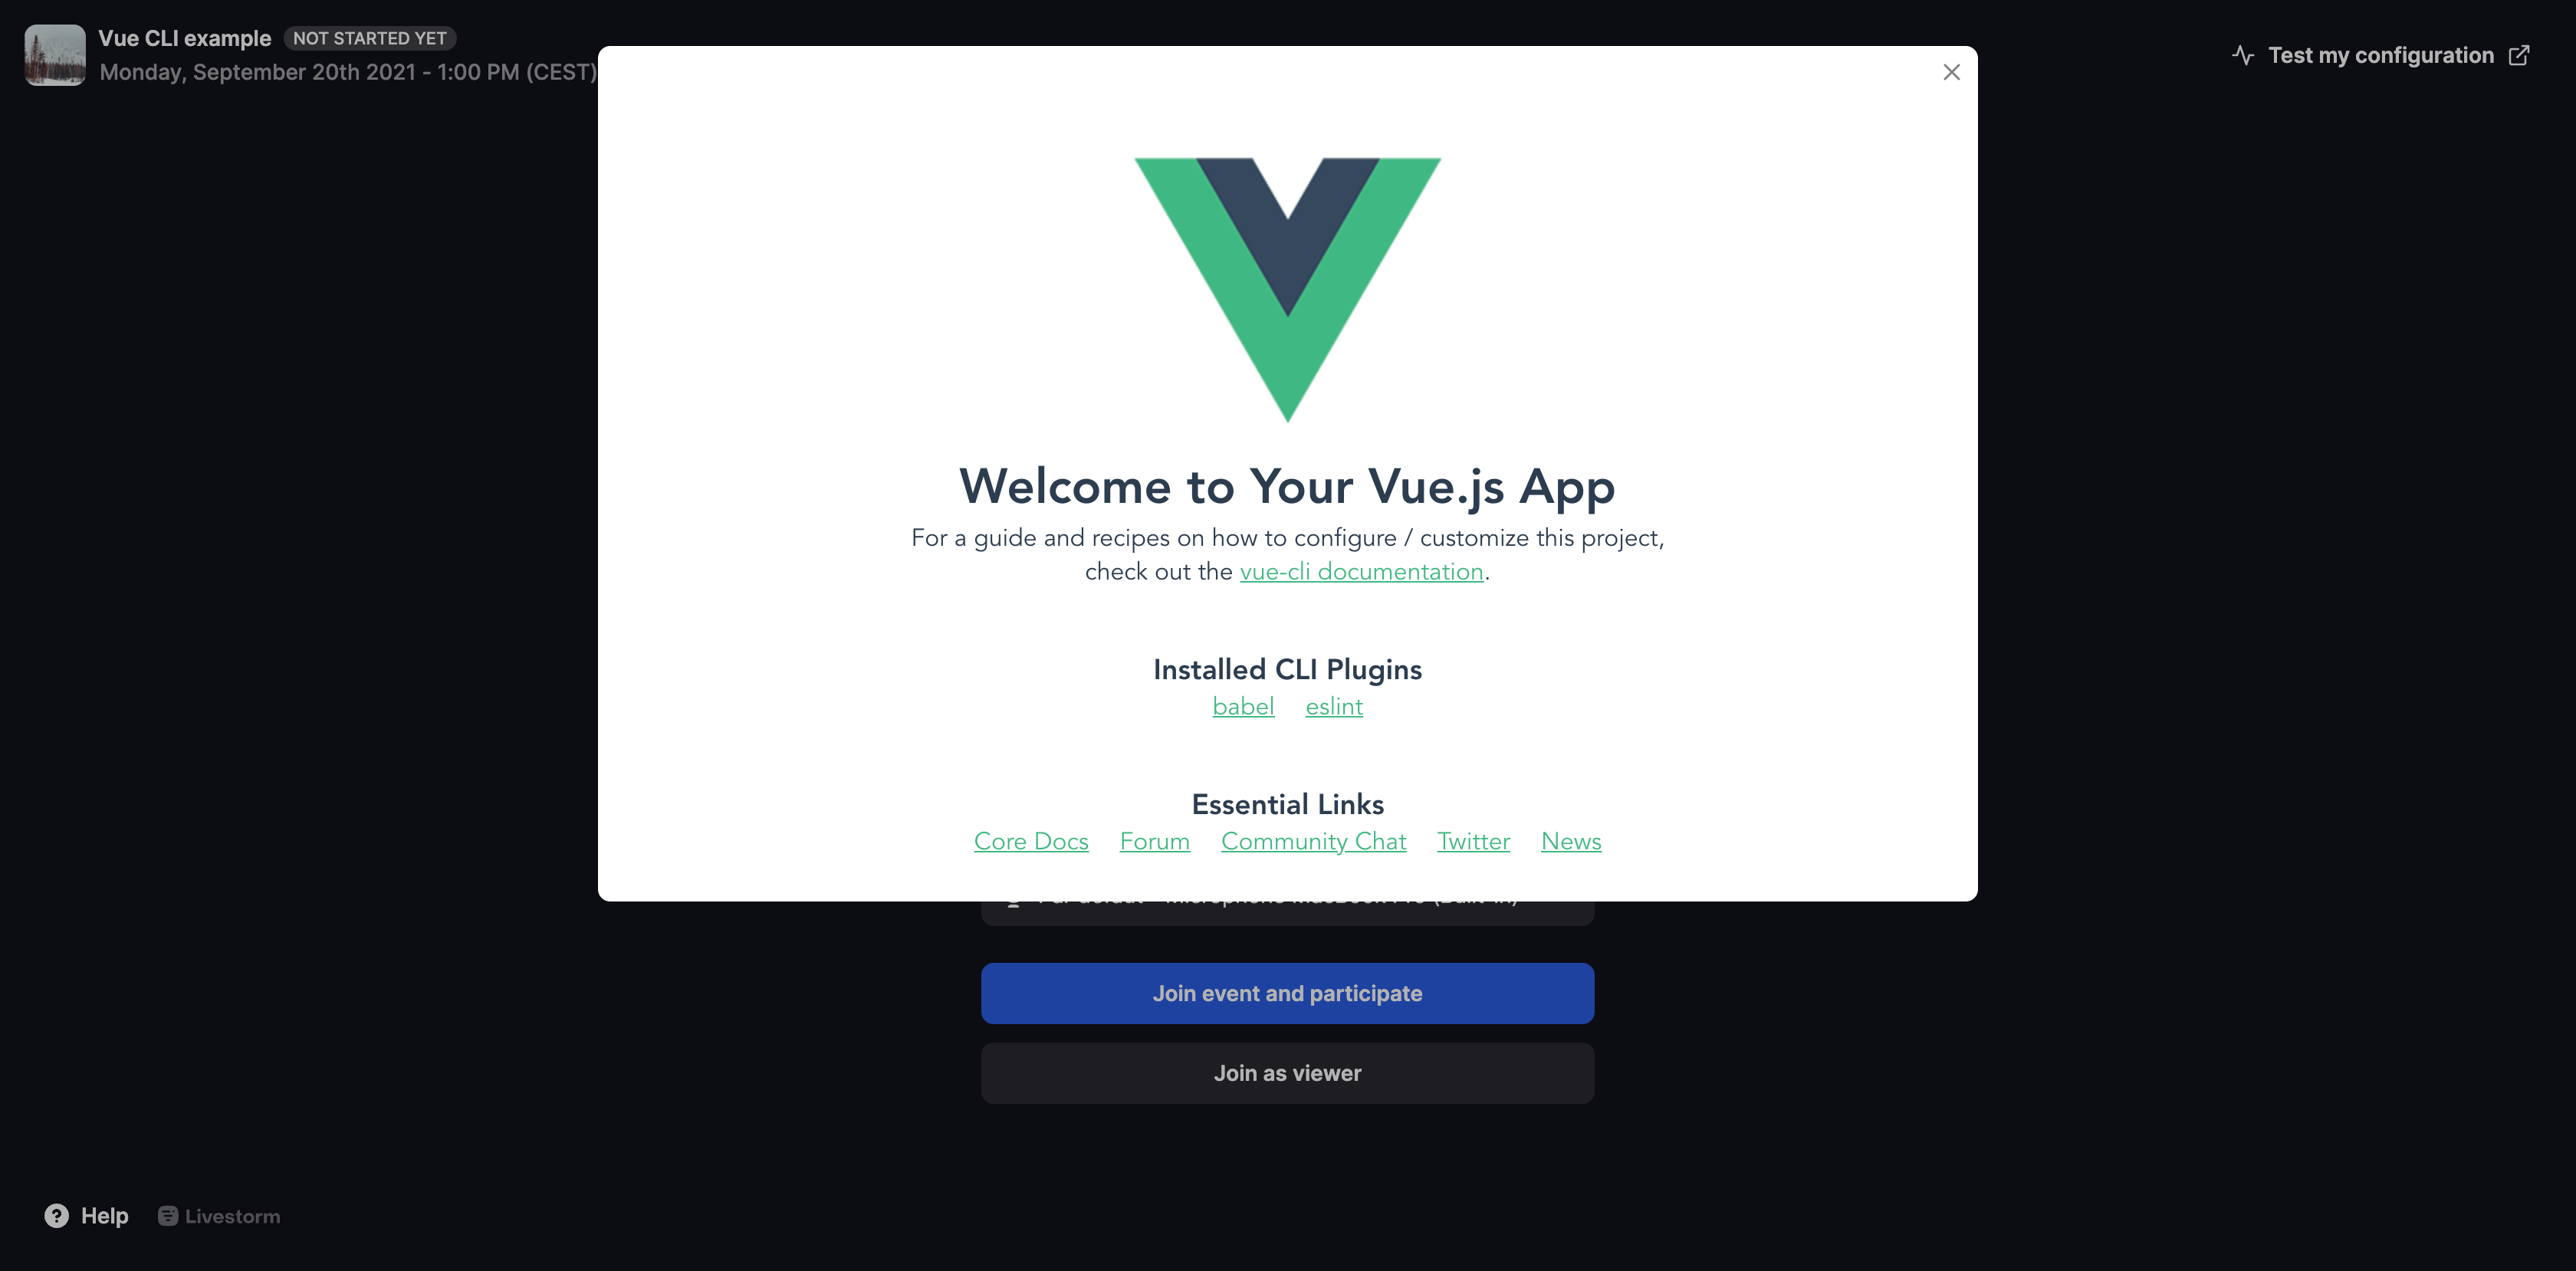 Vue CLI example NOT STARTED YET
Monday, September 20th 2021 - 1:00 PM (CEST)
Test my configuration
Welcome to Your Vue.js App
For a guide and recipes on how to configure / customize this project,
check out the vue-cli documentation.
Installed CLI Plugins
babel eslint
Essential Links
Core Docs Forum Community Chat Twitter News
Join event and participate
Join as viewer
Help Livestorm